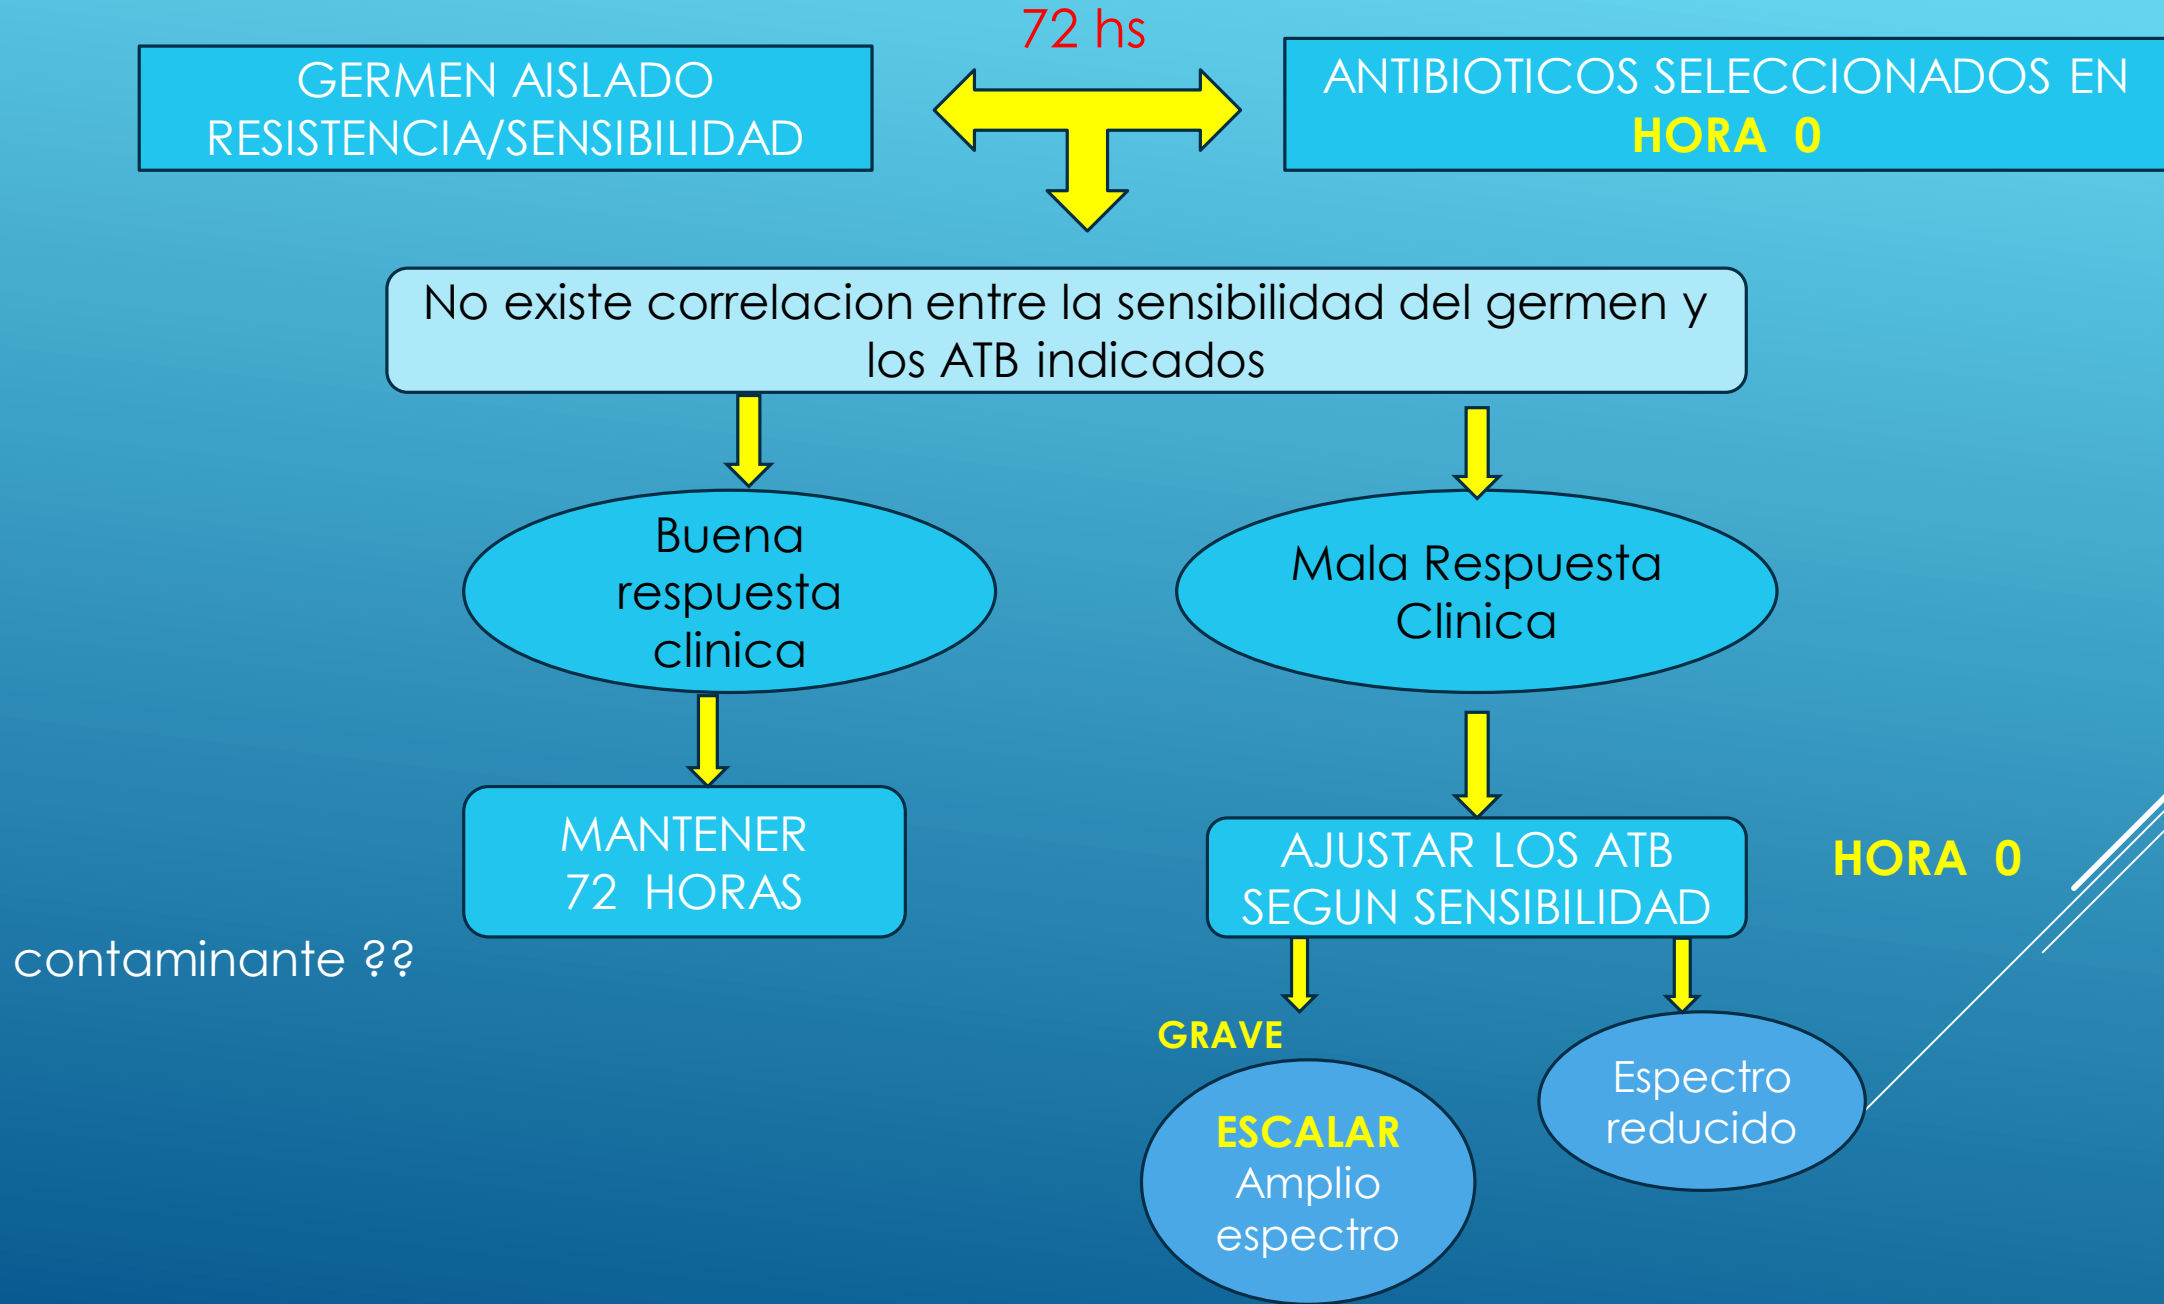 72 hs
GERMEN AISLADO
RESISTENCIA/SENSIBILIDAD
ANTIBIOTICOS SELECCIONADOS EN
HORA 0
No existe correlacion entre la sensibilidad del germen y
los ATB indicados
Buena
respuesta
clinica
Mala Respuesta
Clinica
MANTENER
72 HORAS
AJUSTAR LOS ATB
SEGUN SENSIBILIDAD
HORA 0
contaminante ??
GRAVE
ESCALAR
Amplio
espectro
Espectro
reducido